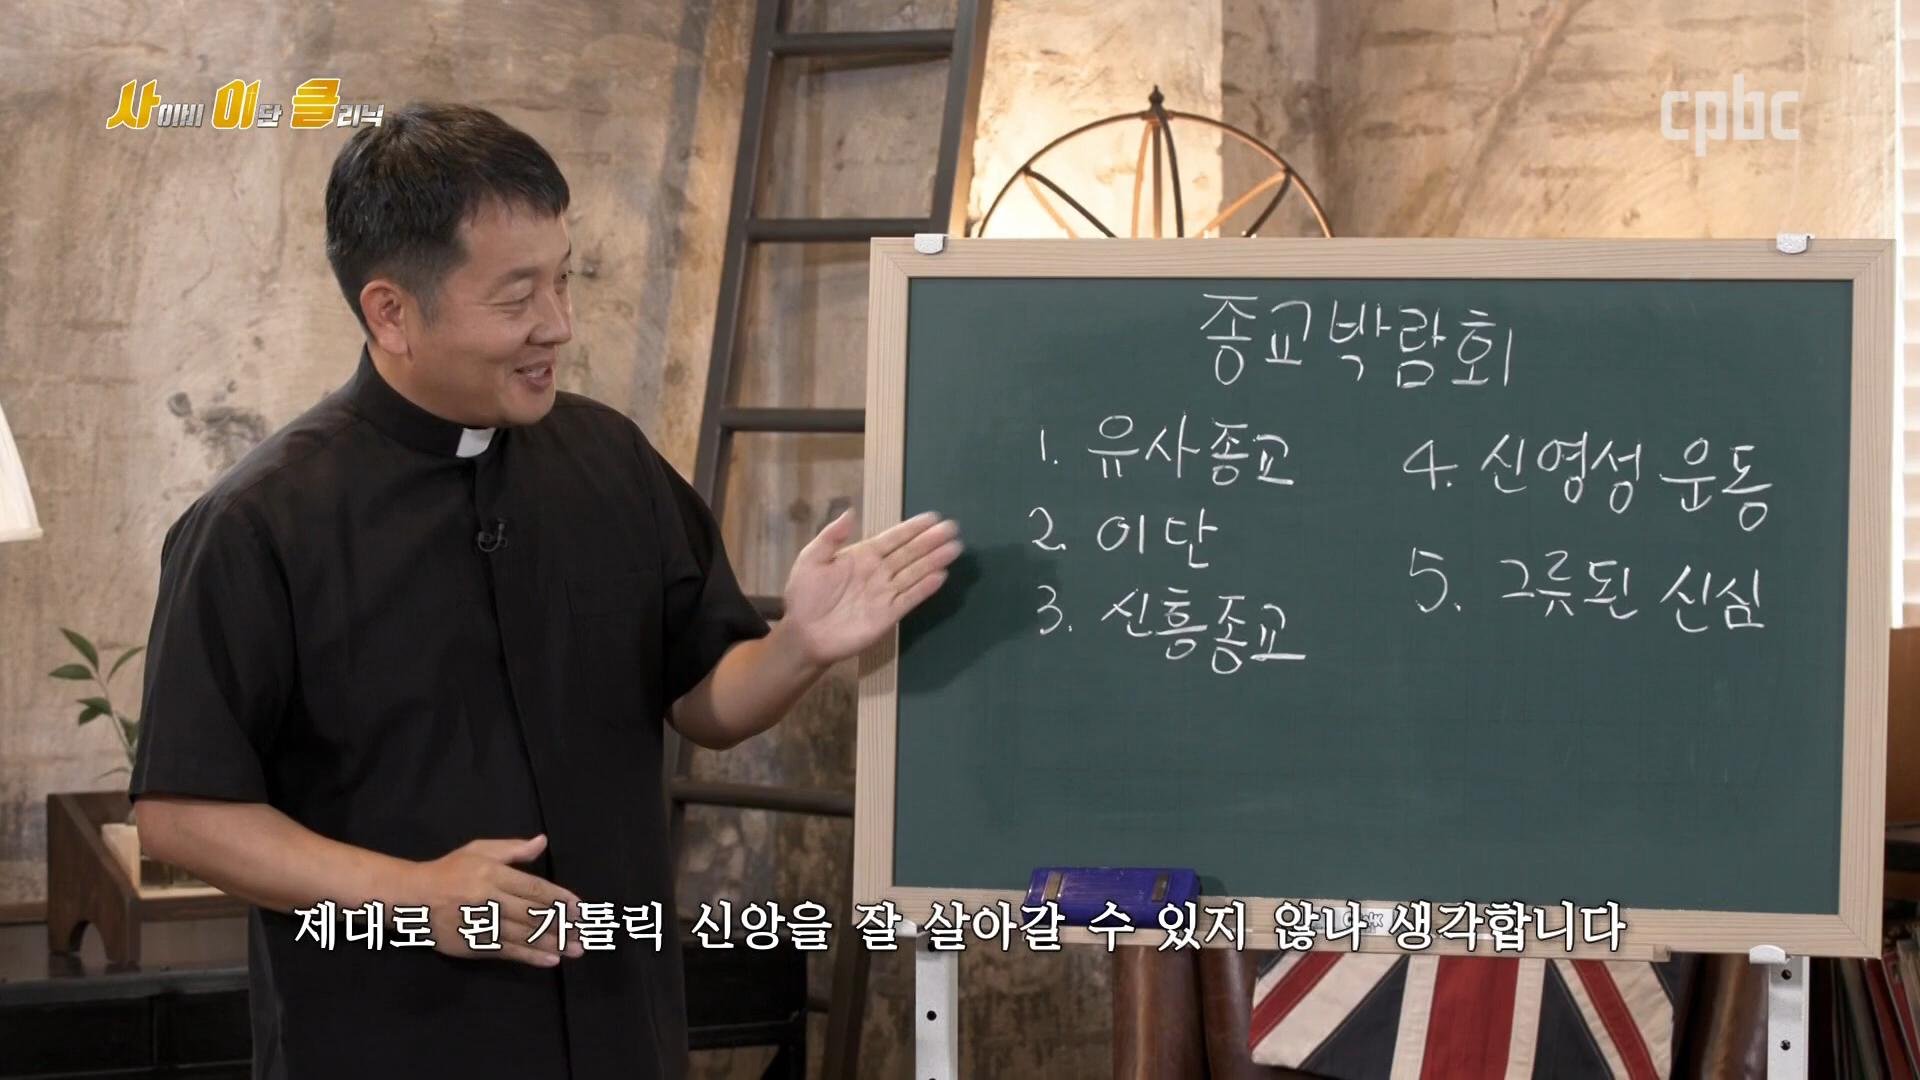 사이비 이단 클리닉
cpbc
종교박람회
1. 유사종교
2. 이단
3. 신흥종교
4. 신영성 운동
5. 그릇된 신심
제대로 된 가톨릭 신앙을 잘 살아갈 수 있지 않나 생각합니다